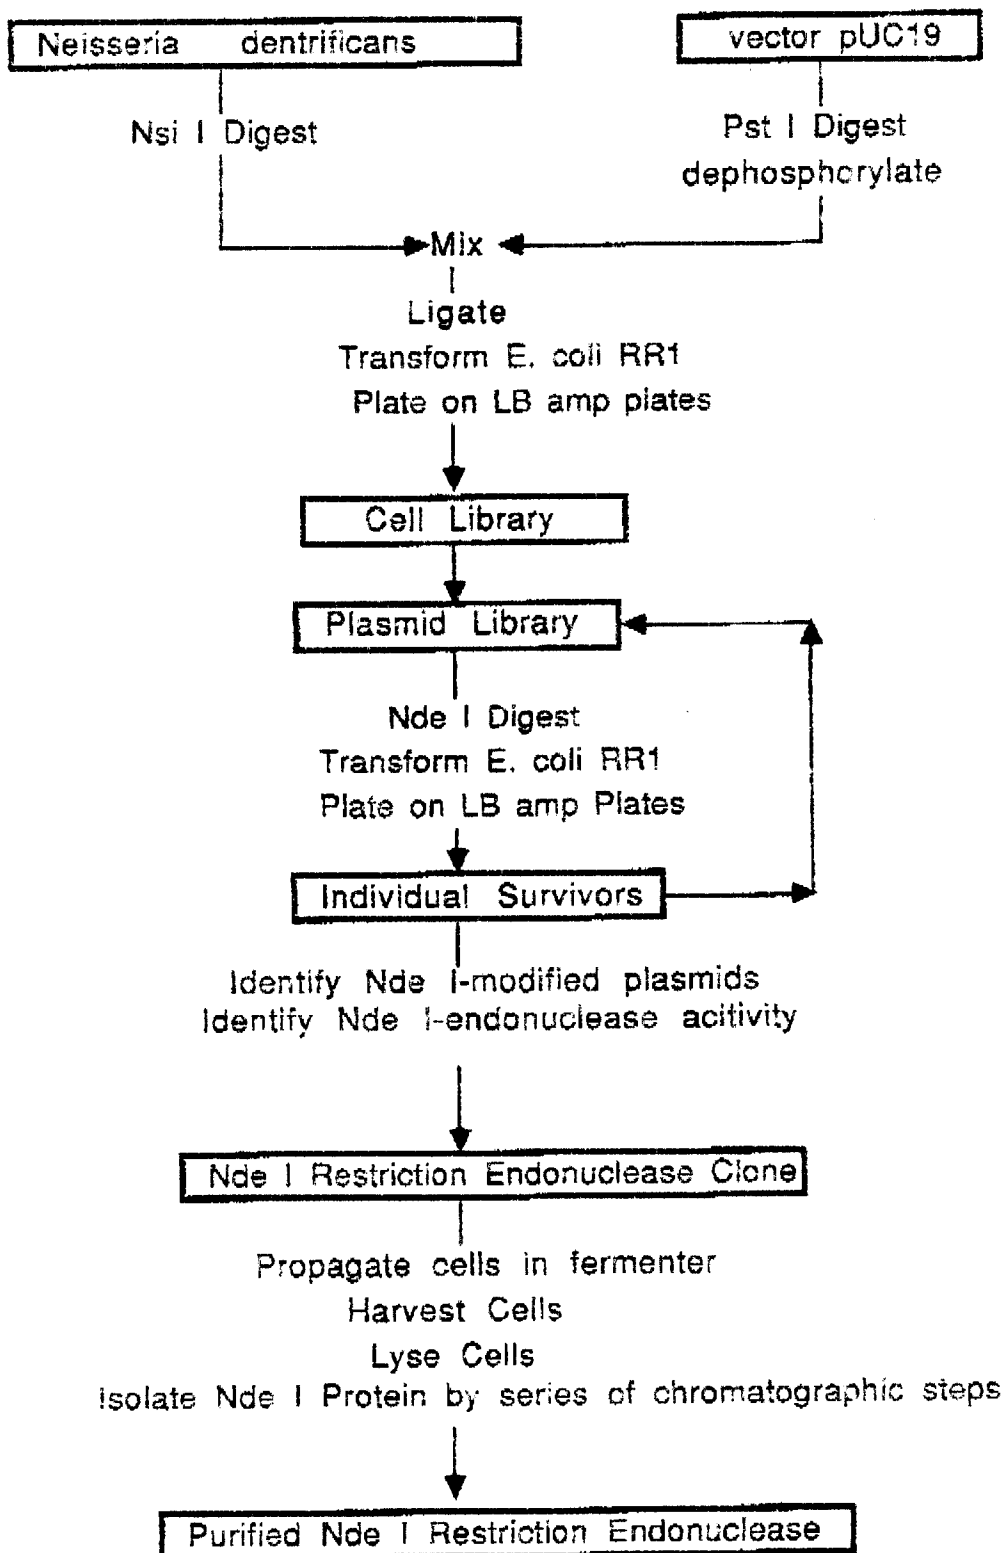 Neisseria dentrificans
vector pUC19
Nsi I Digest
Pst I Digest
dephosphorylate
Mix
Ligate
Transform E. coli RR1
Plate on LB amp plates
Cell Library
Plasmid Library
Nde I Digest
Transform E. coli RR1
Plate on LB amp Plates
Individual Survivors
Identify Nde I-modified plasmids
Identify Nde I-endonuclease acitivity
Nde I Restriction Endonuclease Clone
Propagate cells in fermenter
Harvest Cells
Lyse Cells
Isolate Nde I Protein by series of chromatographic steps
Purified Nde I Restriction Endonuclease